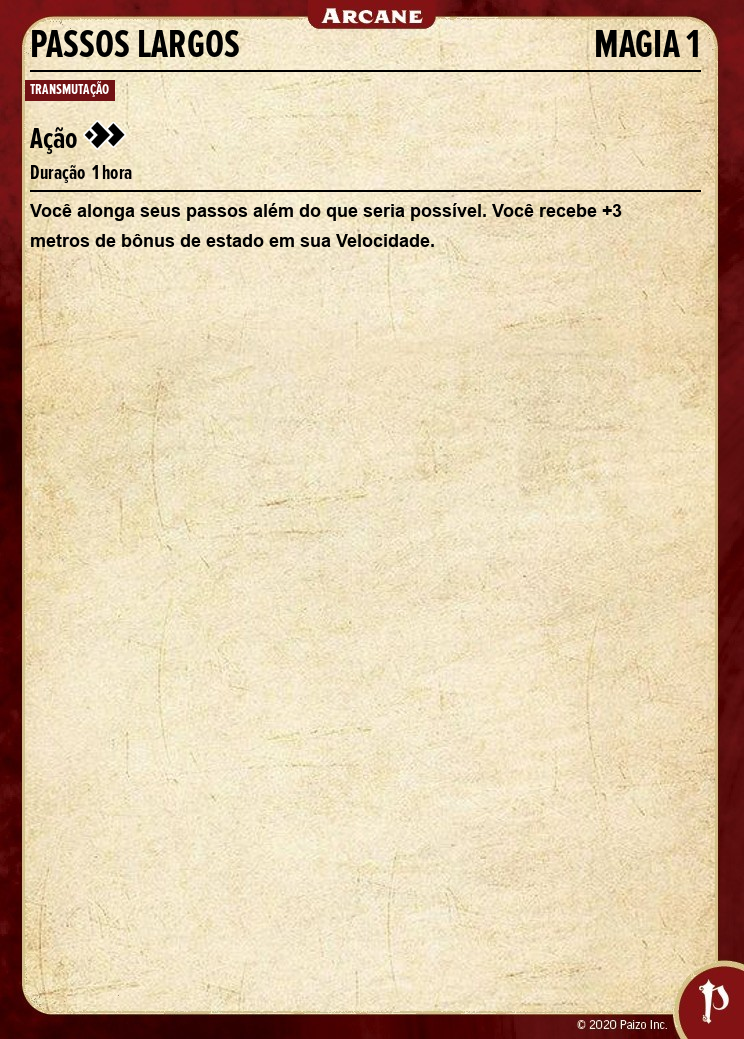 ARCANE
PASSOS LARGOS MAGIA 1
TRANSMUTAÇÃO
Ação
Duração 1 hora
Você alonga seus passos além do que seria possível. Você recebe +3
metros de bônus de estado em sua Velocidade.
© 2020 Paizo Inc.